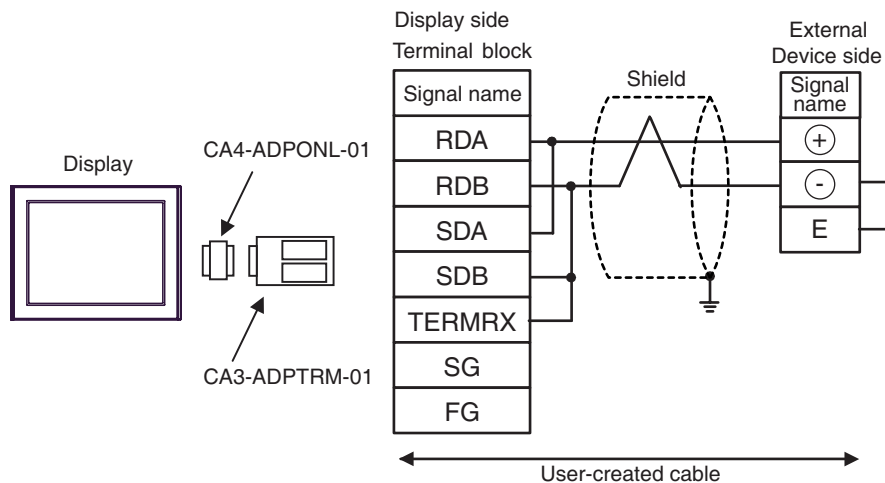 Display side
Terminal block
External
Device side
Shield
Signal name
Signal
name
RDA
+
CA4-ADPONL-01
Display
RDB
-
SDA
E
SDB
TERMRX
CA3-ADPTRM-01
SG
FG
User-created cable